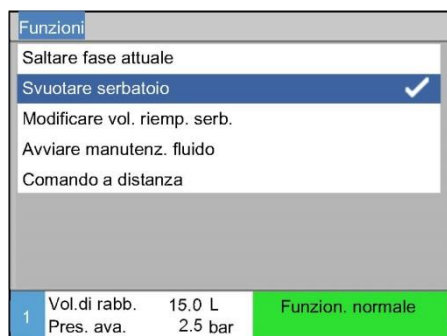 Funzioni
Saltare fase attuale
Svuotare serbatoio
Modificare vol. riemp. serb.
Avviare manutenz. fluido
Comando a distanza
1 Vol.di rabb. 15.0 L Funzion. normale
Pres. ava. 2.5 bar